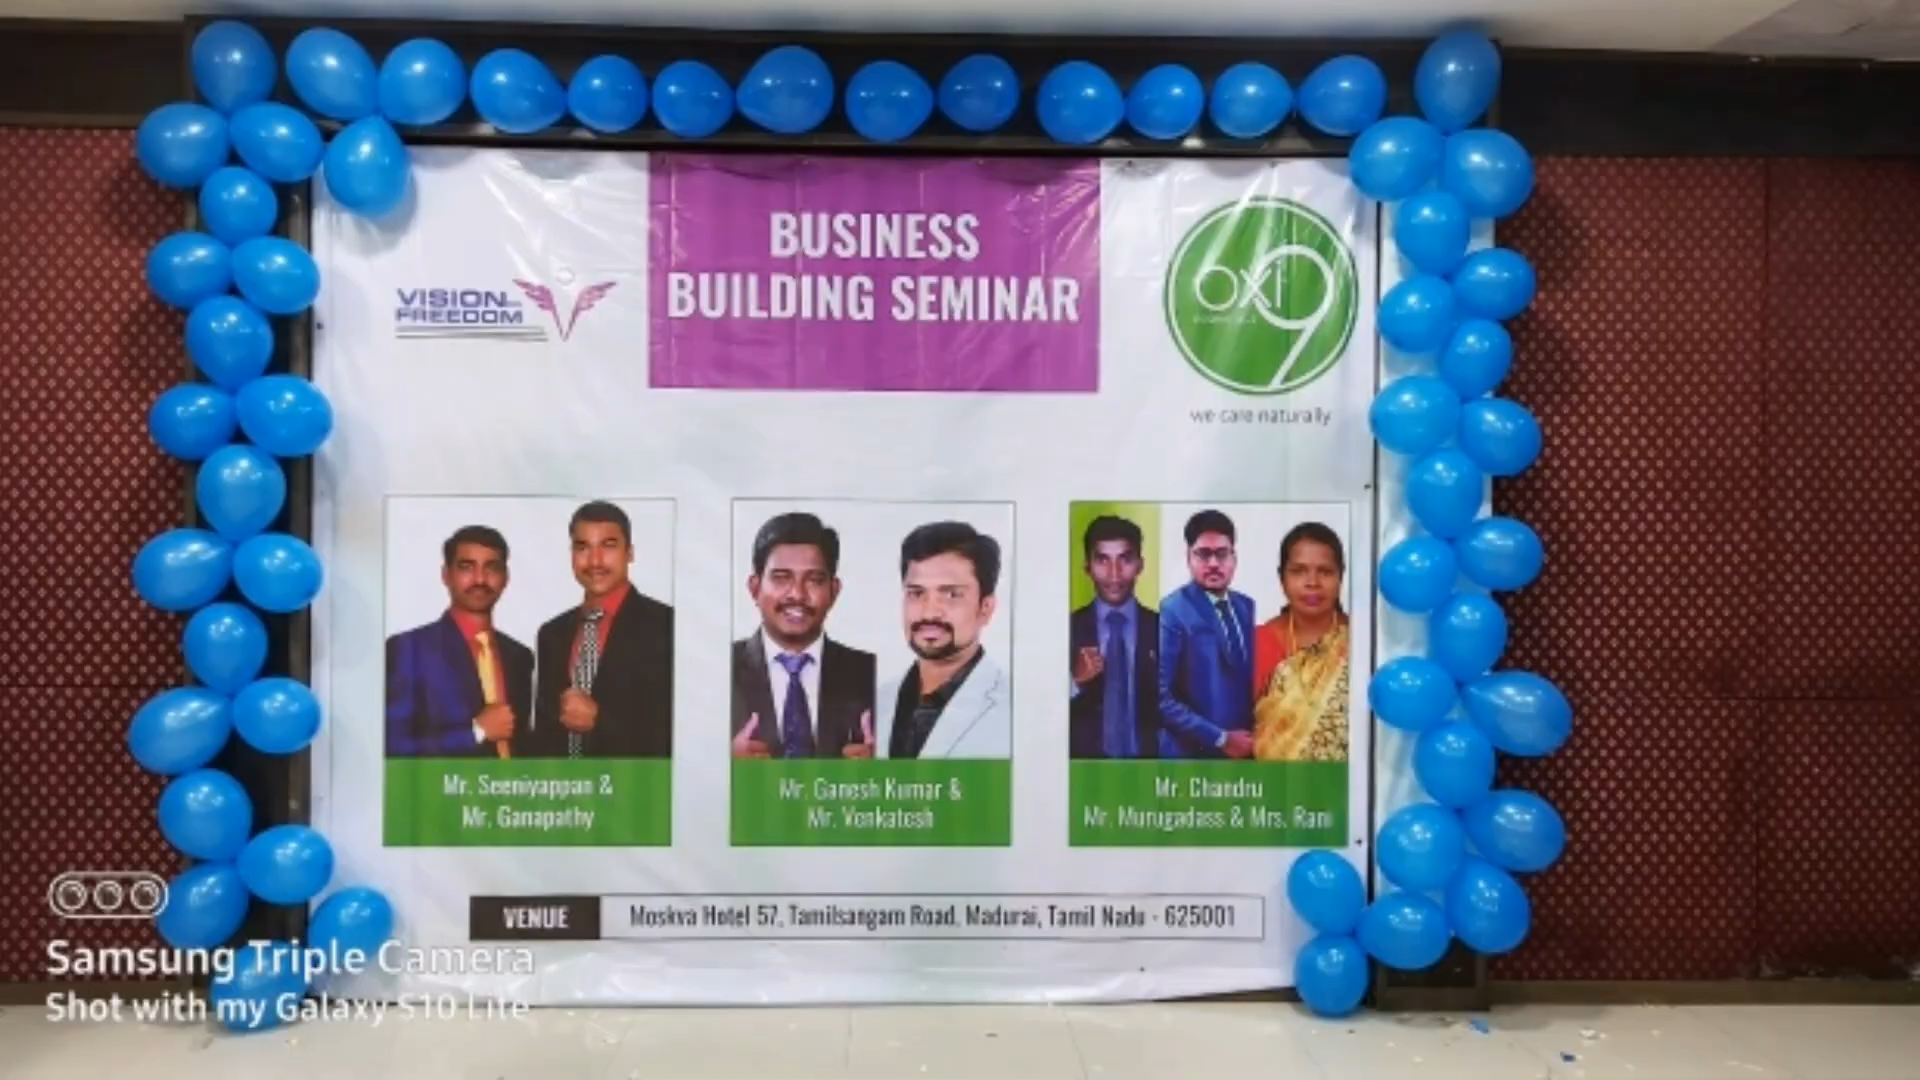 BUSINESS
BUILDING SEMINAR
VISION
FREEDOM
oxi9
we care naturally
Mr. Seeniyappan &
Mr. Ganapathy
Mr. Ganesh Kumar &
Mr. Venkatesh
Mr. Chandru
Mr. Murugadass & Mrs. Rani
VENUE
Moskva Hotel 57, Tamilsangam Road, Madurai, Tamil Nadu - 625001
Samsung Triple Camera
Shot with my Galaxy S10 Lite